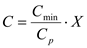 C = C_min / C_p · X